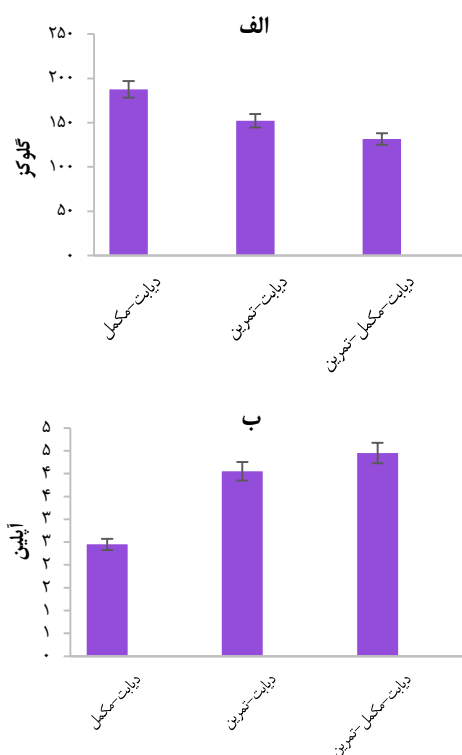 الف
۲۵۰
۲۰۰
۱۵۰
۱۰۰
۵۰
۰
گلوکز
دیابت-مکمل
دیابت-تمرین
دیابت-مکمل-تمرین
ب
۵
۵
۴
۴
۳
۳
۲
۲
۱
۱
۰
آپلین
دیابت-مکمل
دیابت-تمرین
دیابت-مکمل-تمرین